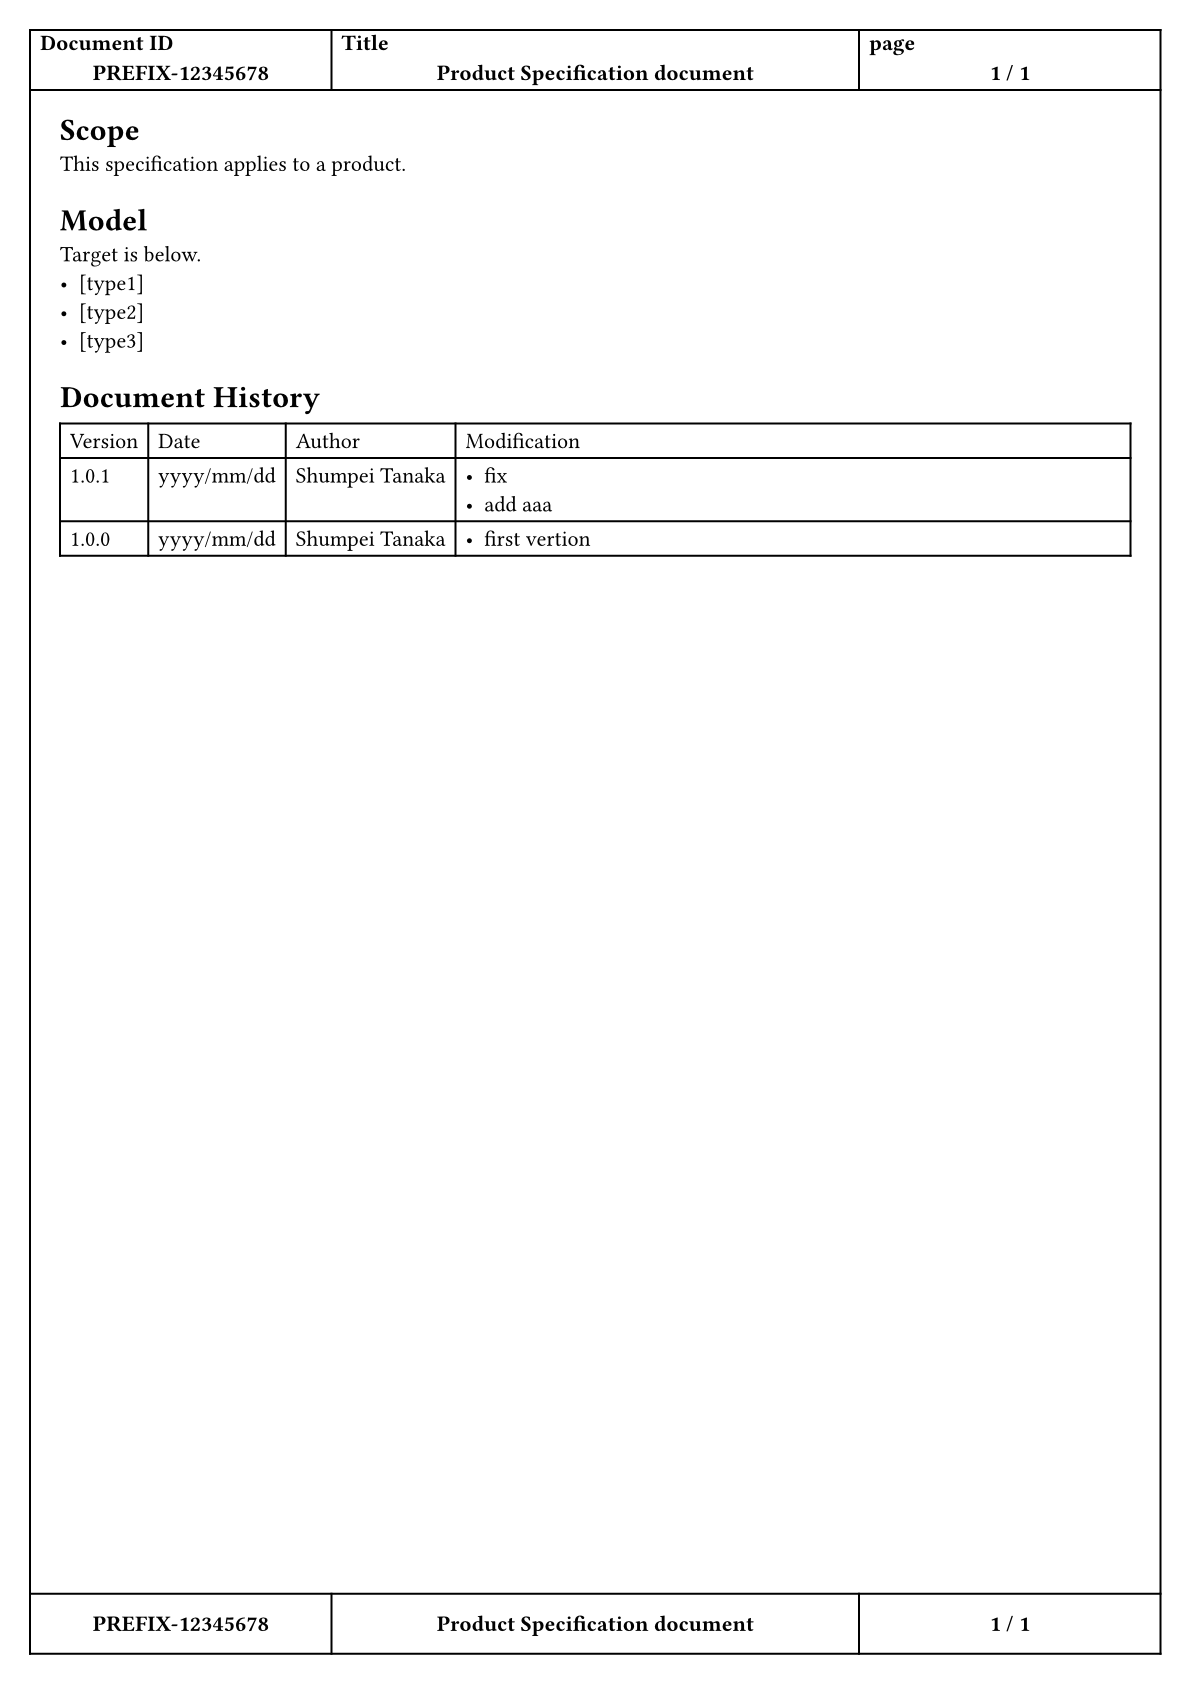 Document ID
PREFIX-12345678
Title
Product Specification document
page
1 / 1
Scope
This specification applies to a product.
Model
Target is below.
• [type1]
• [type2]
• [type3]
Document History
Version Date Author Modification
1.0.1 yyyy/mm/dd Shumpei Tanaka • fix
• add aaa
1.0.0 yyyy/mm/dd Shumpei Tanaka • first vertion
PREFIX-12345678 Product Specification document 1 / 1